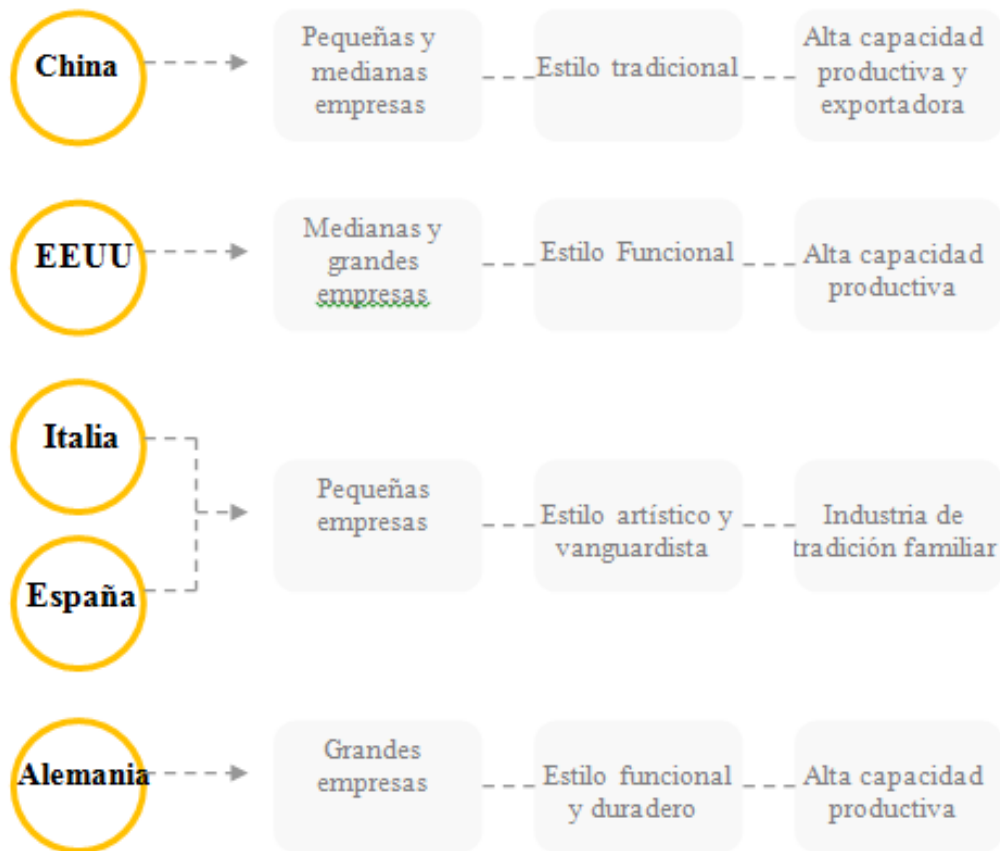 China
Pequeñas y
medianas
empresas
Estilo tradicional
Alta capacidad
productiva y
exportadora
EEUU
Medianas y
grandes
empresas
Estilo Funcional
Alta capacidad
productiva
Italia
España
Pequeñas
empresas
Estilo artístico y
vanguardista
Industria de
tradición familiar
Alemania
Grandes
empresas
Estilo funcional
y duradero
Alta capacidad
productiva